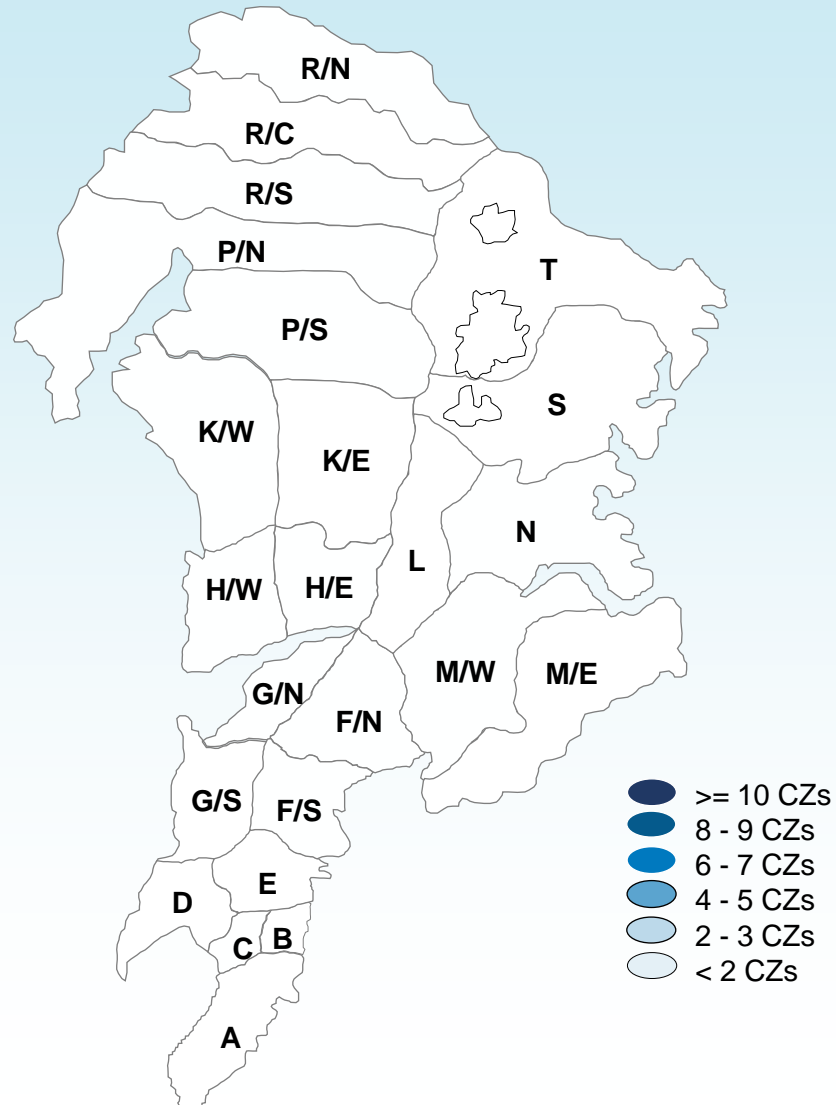 R/N
R/C
R/S
P/N
T
P/S
S
K/W
K/E
N
L
H/W
H/E
M/W
M/E
G/N
F/N
G/S
F/S
E
D
B
C
A
>= 10 CZs
8 - 9 CZs
6 - 7 CZs
4 - 5 CZs
2 - 3 CZs
< 2 CZs